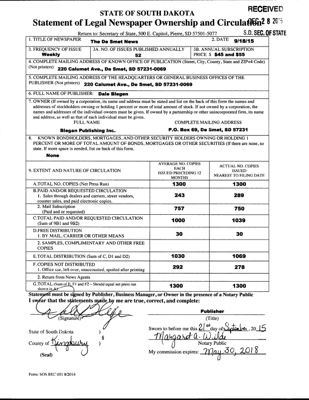 STATE OF SOUTH DAKOTA
RECEIVED
Statement of Legal Newspaper Ownership and Circulation
DEC 28 2015
Return to: Secretary of State, 500 E. Capitol, Pierre, SD 57501-5077
S.D. SEC. OF STATE
1. TITLE OF NEWSPAPER
The De Smet News
2. DATE
9/18/15
3. FREQUENCY OF ISSUE
Weekly
3A. NO. OF ISSUES PUBLISHED ANNUALLY
52
3B. ANNUAL SUBSCRIPTION
PRICE $ $45 and $55
4. COMPLETE MAILING ADDRESS OF KNOWN OFFICE OF PUBLICATION (Street, City, County, State and ZIP+4 Code)
(Not printers) 220 Calumet Ave., De Smet, SD 57231-0069
5. COMPLETE MAILING ADDRESS OF THE HEADQUARTERS OR GENERAL BUSINESS OFFICES OF THE
PUBLISHER (Not printers) 220 Calumet Ave., De Smet, SD 57231-0069
6. FULL NAME OF PUBLISHER: Dale Blegen
7. OWNER (If owned by a corporation, its name and address must be stated and list on the back of this form the names and
addresses of stockholders owning or holding 1 percent or more of total amount of stock. If not owned by a corporation, the
names and addresses of the individual owners must be given. If owned by a partnership or other unincorporated firm, its name
and address, as well as that of each individual must be given.
FULL NAME
COMPLETE MAILING ADDRESS
Blegen Publishing Inc.
P.O. Box 69, De Smet, SD 57231
8. KNOWN BONDHOLDERS, MORTGAGES, AND OTHER SECURITY HOLDERS OWNING OR HOLDING 1
PERCENT OR MORE OF TOTAL AMOUNT OF BONDS, MORTGAGES OR OTHER SECURITIES (If there are none, so
state. If more space is needed, list on back of this form.
None
9. EXTENT AND NATURE OF CIRCULATION
AVERAGE NO. COPIES
EACH
ISSUED PRECEDING 12
MONTHS
ACTUAL NO. COPIES
ISSUED
NEAREST TO FILING DATE
A. TOTAL NO. COPIES (Net Press Run)
1300
1300
B. PAID AND/OR REQUESTED CIRCULATION
1. Sales through dealers and carriers, street vendors,
counter sales, and paid electronic copies.
243
289
2. Mail Subscription
(Paid and or requested)
757
750
C. TOTAL PAID AND/OR REQUESTED CIRCULATION
(Sum of 9B1 and 9B2)
1000
1039
D. FREE DISTRIBUTION
1. BY MAIL, CARRIER OR OTHER MEANS
30
30
2. SAMPLES, COMPLIMENTARY AND OTHER FREE
COPIES
E. TOTAL DISTRIBUTION (Sum of C, D1 and D2)
1030
1069
F. COPIES NOT DISTRIBUTED
1. Office use, left over, unaccounted, spoiled after printing
270
278
2. Return from News Agents
G. TOTAL (Sum of E, F1 and F2 - Should equal net press run
shown in A)
1300
1300
Statement must be signed by Publisher, Business Manager, or Owner in the presence of a Notary Public
I swear that the statements made by me are true, correct, and complete:
(Signature)
Publisher
(Title)
State of South Dakota )
County of Kingsbury )
(Seal)
Sworn to before me this 21st day of September, 2015
Margaret A. Wilde
Notary Public
My commission expires: May 30, 2018
Form: SOS REC 051 8/2014